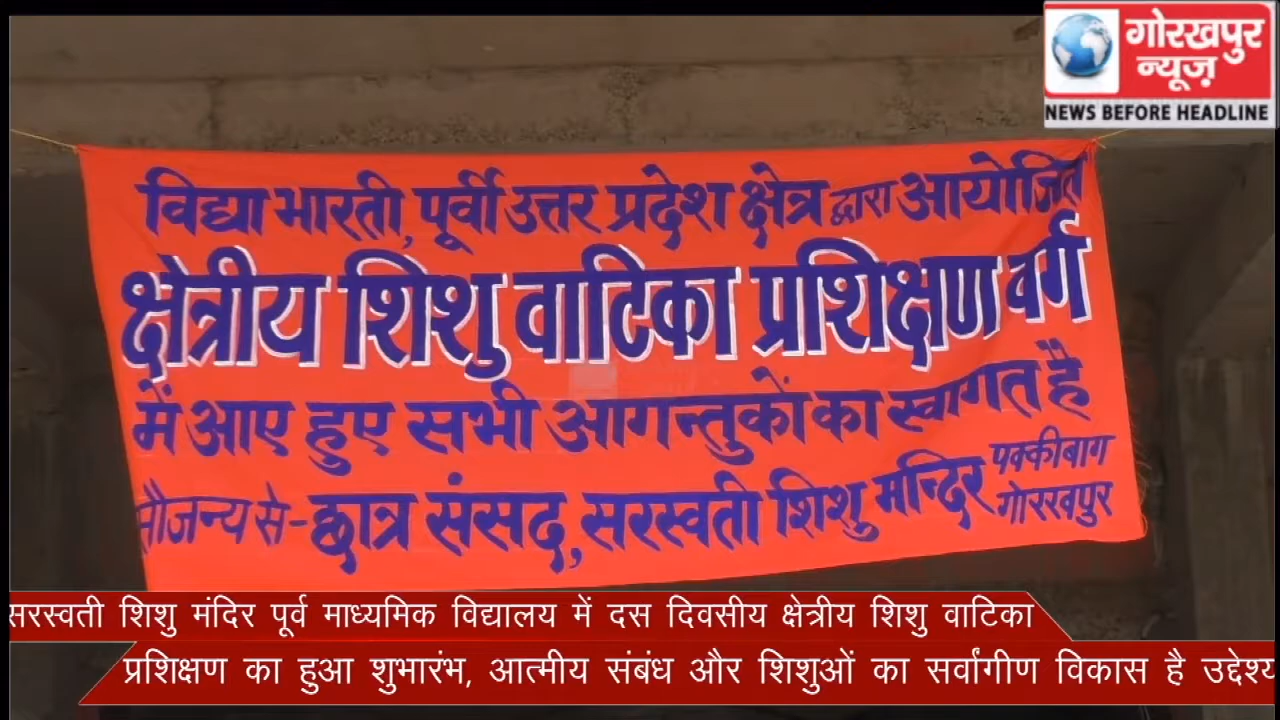 गोरखपुर
न्यूज़
NEWS BEFORE HEADLINE
विद्या भारती, पूर्वी उत्तर प्रदेश क्षेत्र द्वारा आयोजित
क्षेत्रीय शिशु वाटिका प्रशिक्षण वर्ग
में आए हुए सभी आगन्तुकों का स्वागत है
सौजन्य से - छात्र संसद, सरस्वती शिशु मन्दिर पक्कीबाग
गोरखपुर
सरस्वती शिशु मंदिर पूर्व माध्यमिक विद्यालय में दस दिवसीय क्षेत्रीय शिशु वाटिका
प्रशिक्षण का हुआ शुभारंभ, आत्मीय संबंध और शिशुओं का सर्वांगीण विकास है उद्देश्य